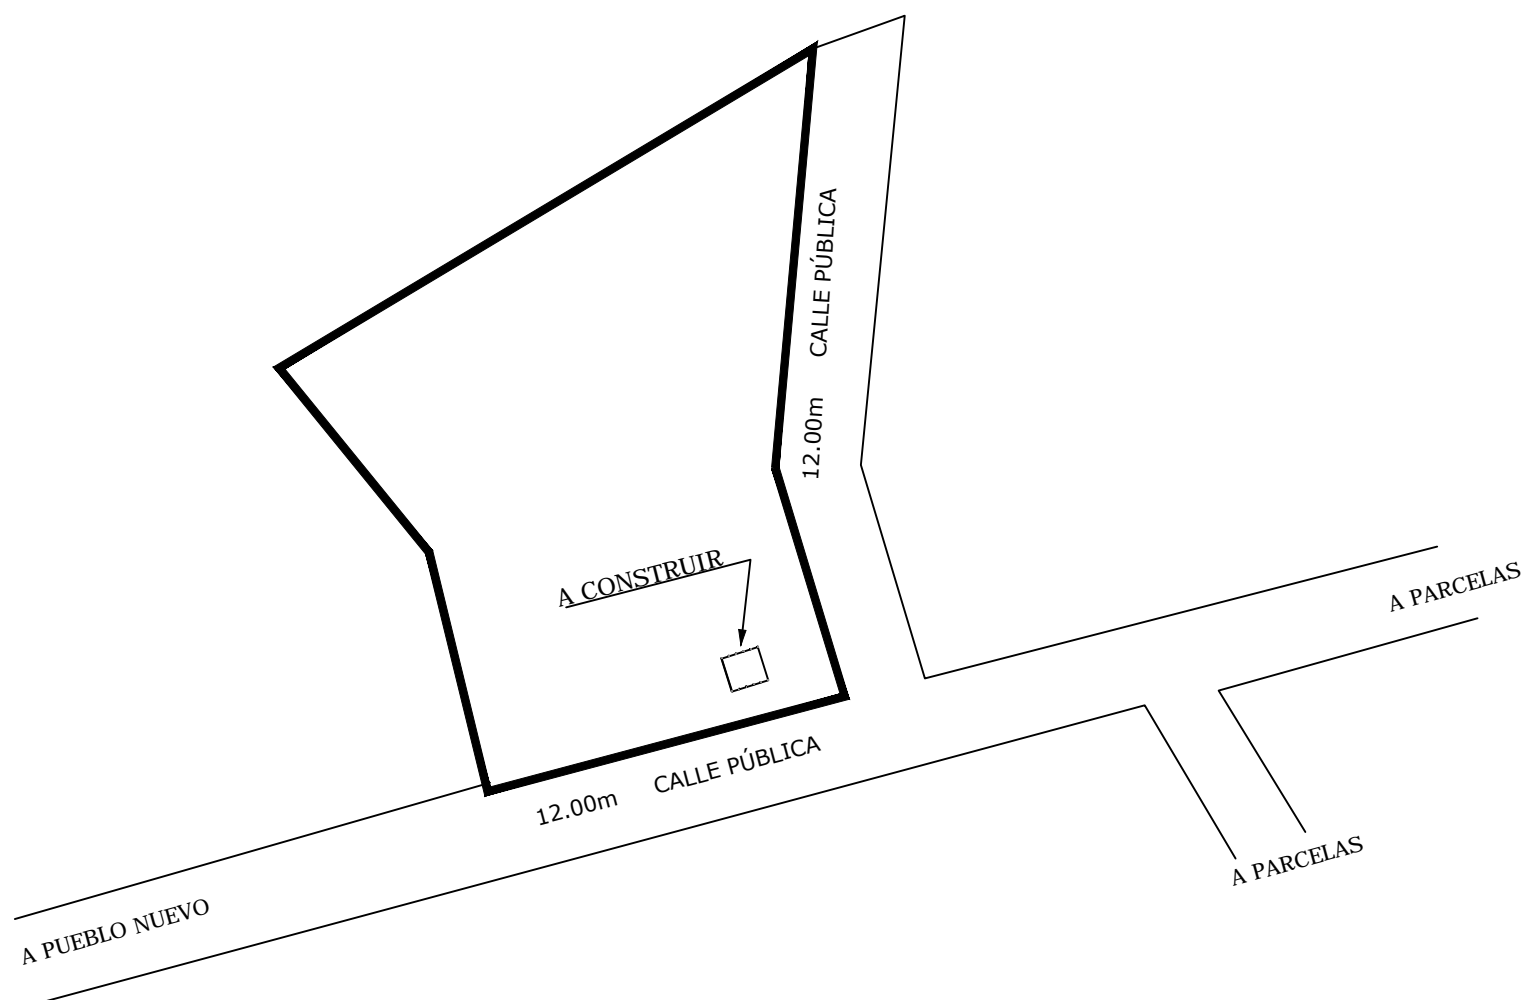 CALLE PÚBLICA
12.00m
A CONSTRUIR
A PARCELAS
12.00m CALLE PÚBLICA
A PARCELAS
A PUEBLO NUEVO